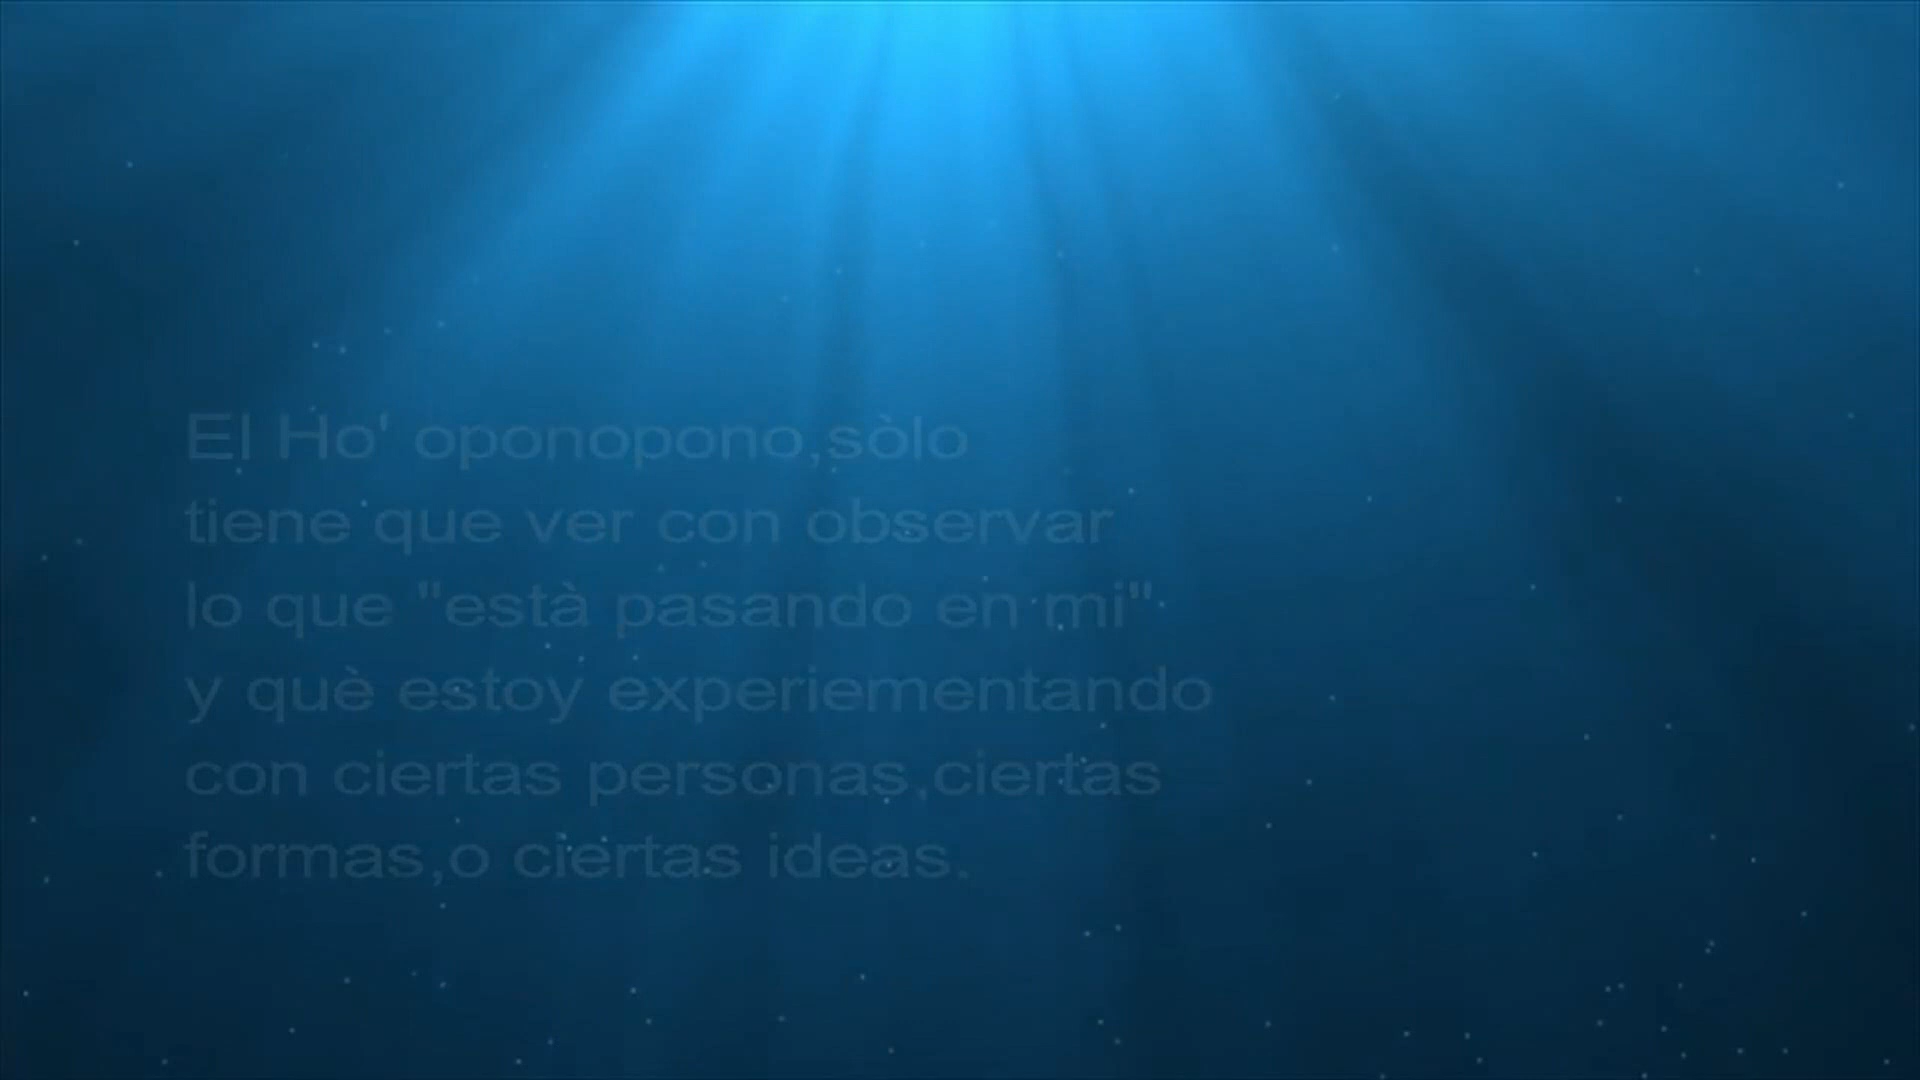 El Ho' oponopono,sòlo
tiene que ver con observar
lo que "està pasando en mi"
y què estoy experiementando
con ciertas personas,ciertas
formas,o ciertas ideas.